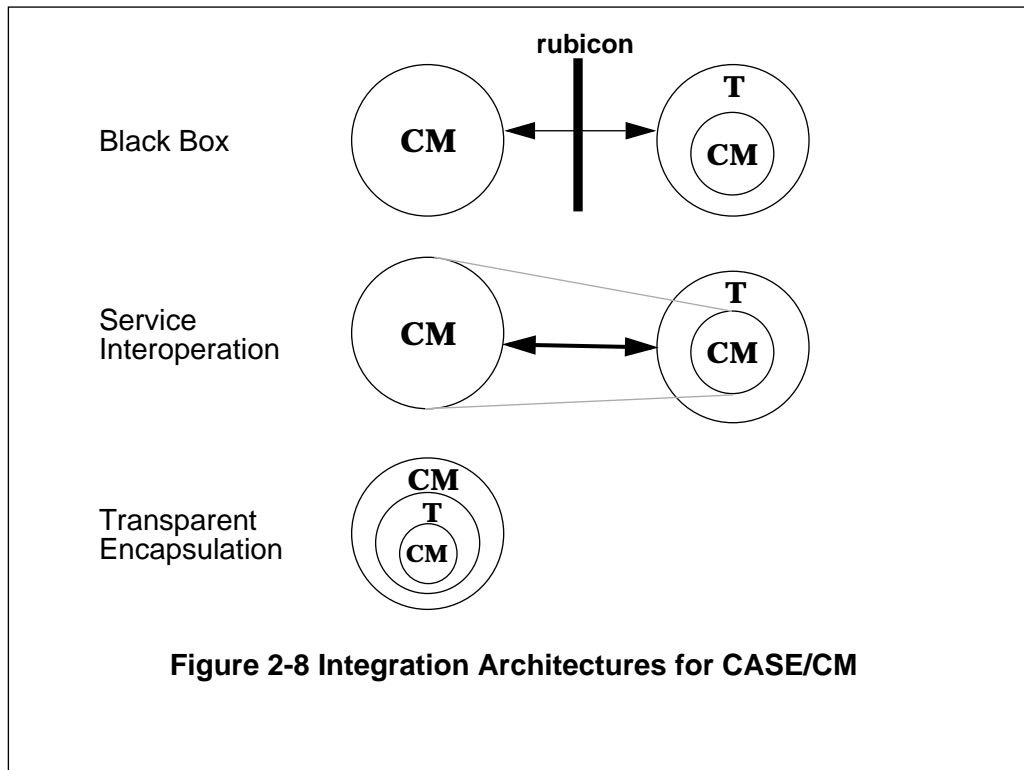 rubicon
Black Box
CM
T
CM
Service
Interoperation
CM
T
CM
Transparent
Encapsulation
CM
T
CM
Figure 2-8 Integration Architectures for CASE/CM